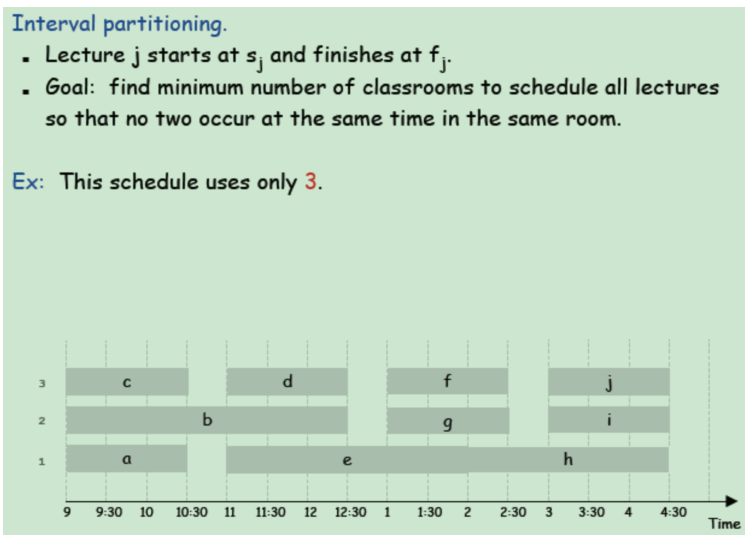 Interval partitioning.
▪ Lecture j starts at sj and finishes at fj.
▪ Goal: find minimum number of classrooms to schedule all lectures
so that no two occur at the same time in the same room.
Ex: This schedule uses only 3.
3 c d f j
2 b g i
1 a e h
9 9:30 10 10:30 11 11:30 12 12:30 1 1:30 2 2:30 3 3:30 4 4:30
Time